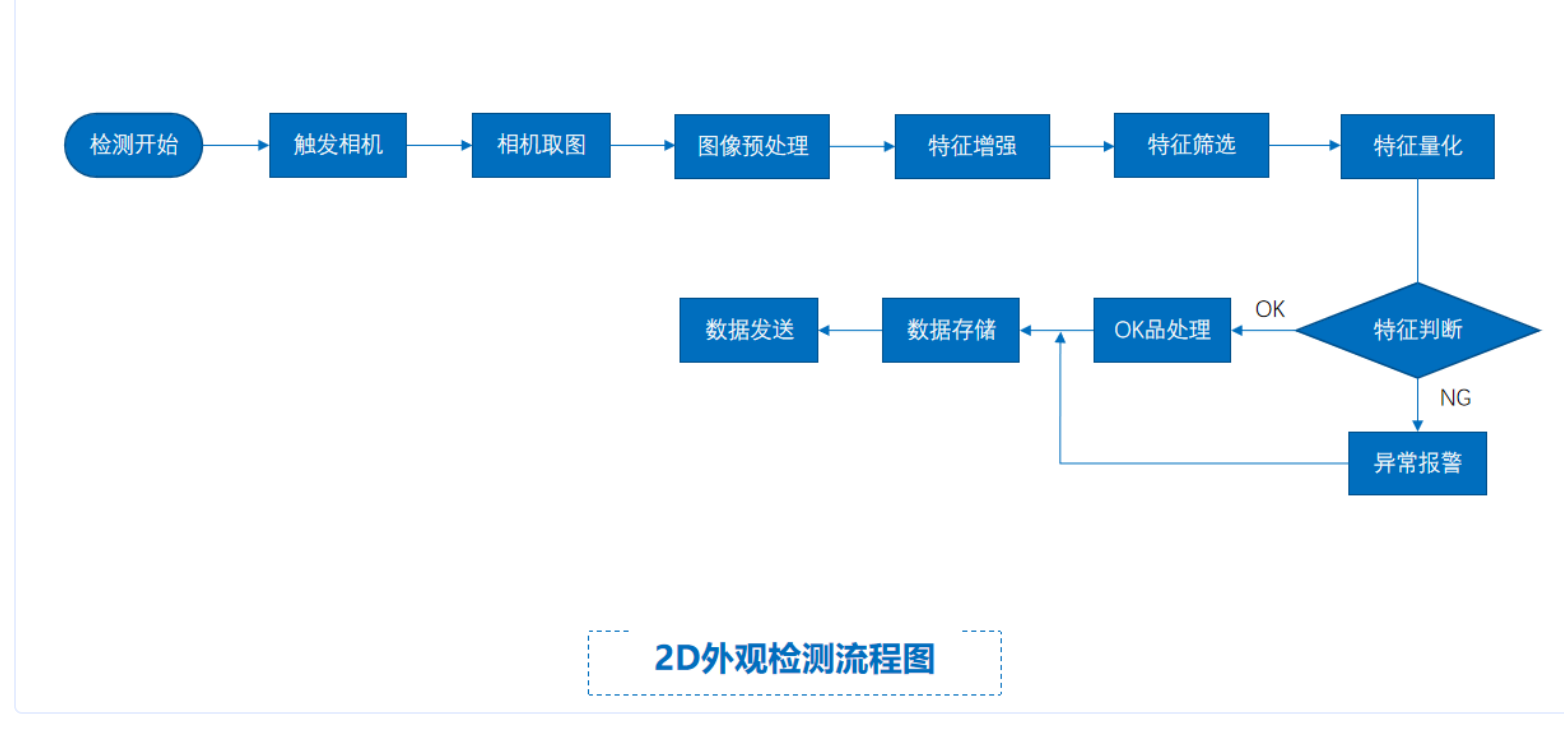 检测开始
触发相机
相机取图
图像预处理
特征增强
特征筛选
特征量化
数据发送
数据存储
OK品处理
OK
特征判断
NG
异常报警
2D外观检测流程图